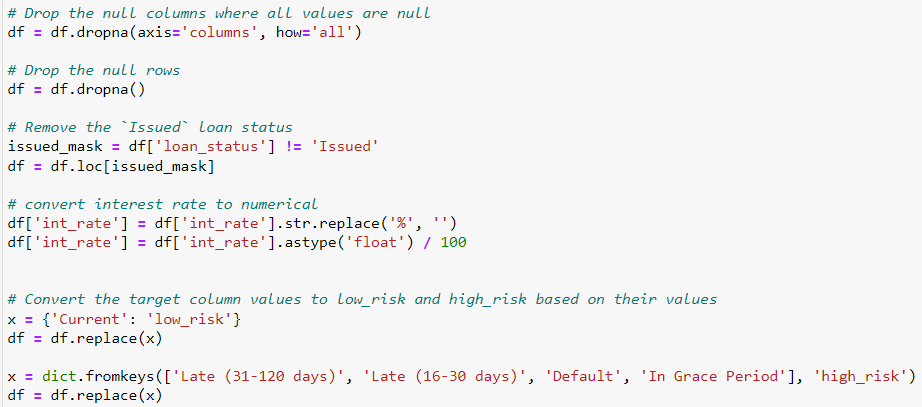 # Drop the null columns where all values are null
df = df.dropna(axis='columns', how='all')
# Drop the null rows
df = df.dropna()
# Remove the `Issued` loan status
issued_mask = df['loan_status'] != 'Issued'
df = df.loc[issued_mask]
# convert interest rate to numerical
df['int_rate'] = df['int_rate'].str.replace('%', '')
df['int_rate'] = df['int_rate'].astype('float') / 100
# Convert the target column values to low_risk and high_risk based on their values
x = {'Current': 'low_risk'}
df = df.replace(x)
x = dict.fromkeys(['Late (31-120 days)', 'Late (16-30 days)', 'Default', 'In Grace Period'], 'high_risk')
df = df.replace(x)